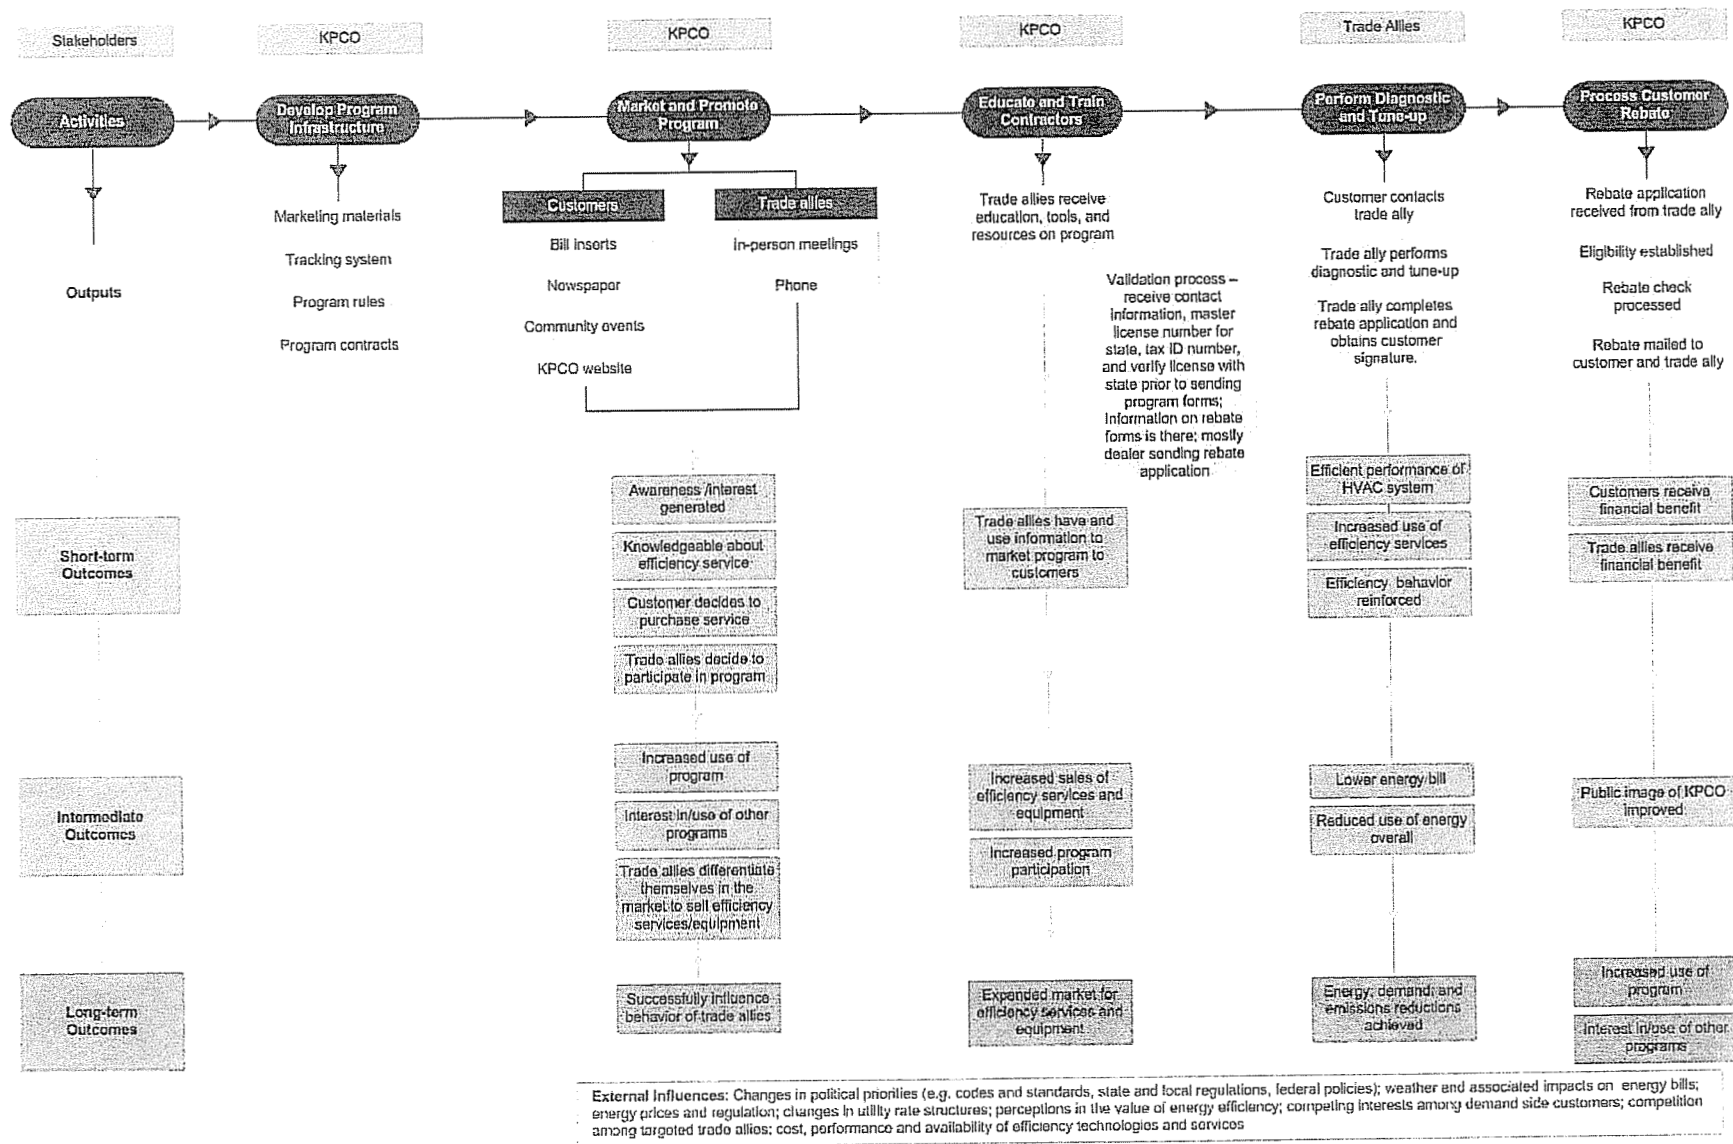 Stakeholders
KPCO
KPCO
KPCO
Trade Allies
KPCO
Activities
Develop Program
Infrastructure
Market and Promote
Program
Educate and Train
Contractors
Perform Diagnostic
and Tune-up
Process Customer
Rebate
Outputs
Marketing materials
Tracking system
Program rules
Program contracts
Customers
Bill inserts
Newspaper
Community events
KPCO website
Trade allies
In-person meetings
Phone
Trade allies receive
education, tools, and
resources on program
Validation process –
receive contact
information, master
license number for
state, tax ID number,
and verify license with
state prior to sending
program forms;
Information on rebate
forms is there; mostly
dealer sending rebate
application
Customer contacts
trade ally
Trade ally performs
diagnostic and tune-up
Trade ally completes
rebate application and
obtains customer
signature.
Rebate application
received from trade ally
Eligibility established
Rebate check
processed
Rebate mailed to
customer and trade ally
Short-term
Outcomes
Awareness /interest
generated
Knowledgeable about
efficiency service
Customer decides to
purchase service
Trade allies decide to
participate in program
Trade allies have and
use information to
market program to
customers
Efficient performance of
HVAC system
Increased use of
efficiency services
Efficiency behavior
reinforced
Customers receive
financial benefit
Trade allies receive
financial benefit
Intermediate
Outcomes
Increased use of
program
Interest in/use of other
programs
Trade allies differentiate
themselves in the
market to sell efficiency
services/equipment
Increased sales of
efficiency services and
equipment
Increased program
participation
Lower energy bill
Reduced use of energy
overall
Public image of KPCO
improved
Long-term
Outcomes
Successfully influence
behavior of trade allies
Expanded market for
efficiency services and
equipment
Energy, demand, and
emissions reductions
achieved
Increased use of
program
Interest in/use of other
programs
External Influences: Changes in political priorities (e.g. codes and standards, state and local regulations, federal policies); weather and associated impacts on energy bills;
energy prices and regulation; changes in utility rate structures; perceptions in the value of energy efficiency; competing interests among demand side customers; competition
among targeted trade allies; cost, performance and availability of efficiency technologies and services